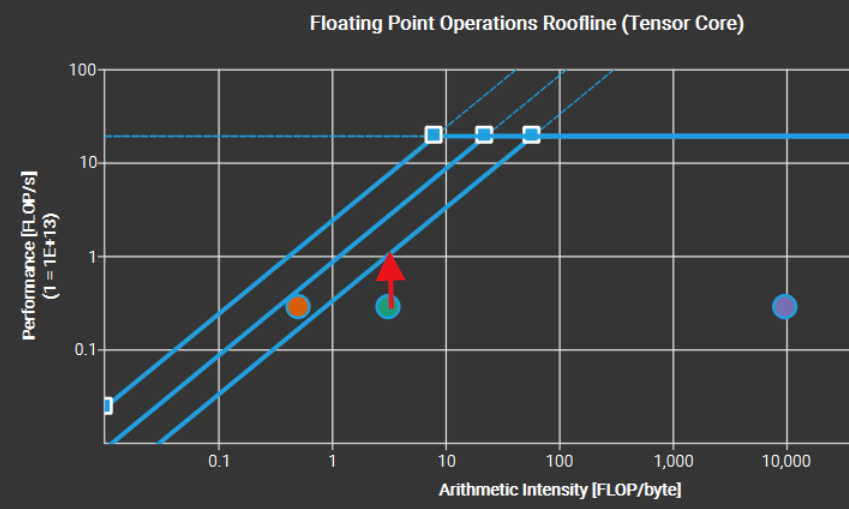 Floating Point Operations Roofline (Tensor Core)
100
10
1
0.1
Performance [FLOP/s]
(1 = 1E+13)
0.1 1 10 100 1,000 10,000
Arithmetic Intensity [FLOP/byte]